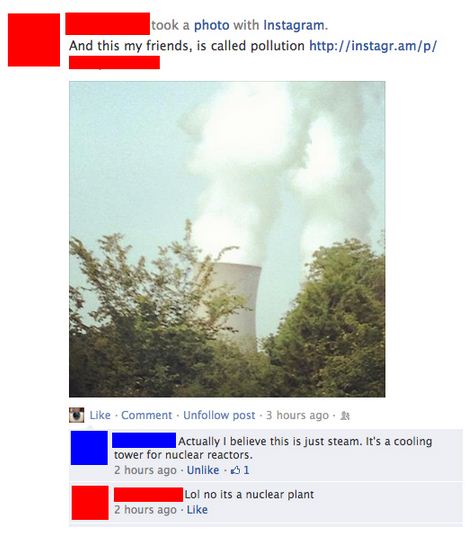 took a photo with Instagram.
And this my friends, is called pollution http://instagr.am/p/
Like · Comment · Unfollow post · 3 hours ago ·
Actually I believe this is just steam. It's a cooling
tower for nuclear reactors.
2 hours ago · Unlike · 1
Lol no its a nuclear plant
2 hours ago · Like